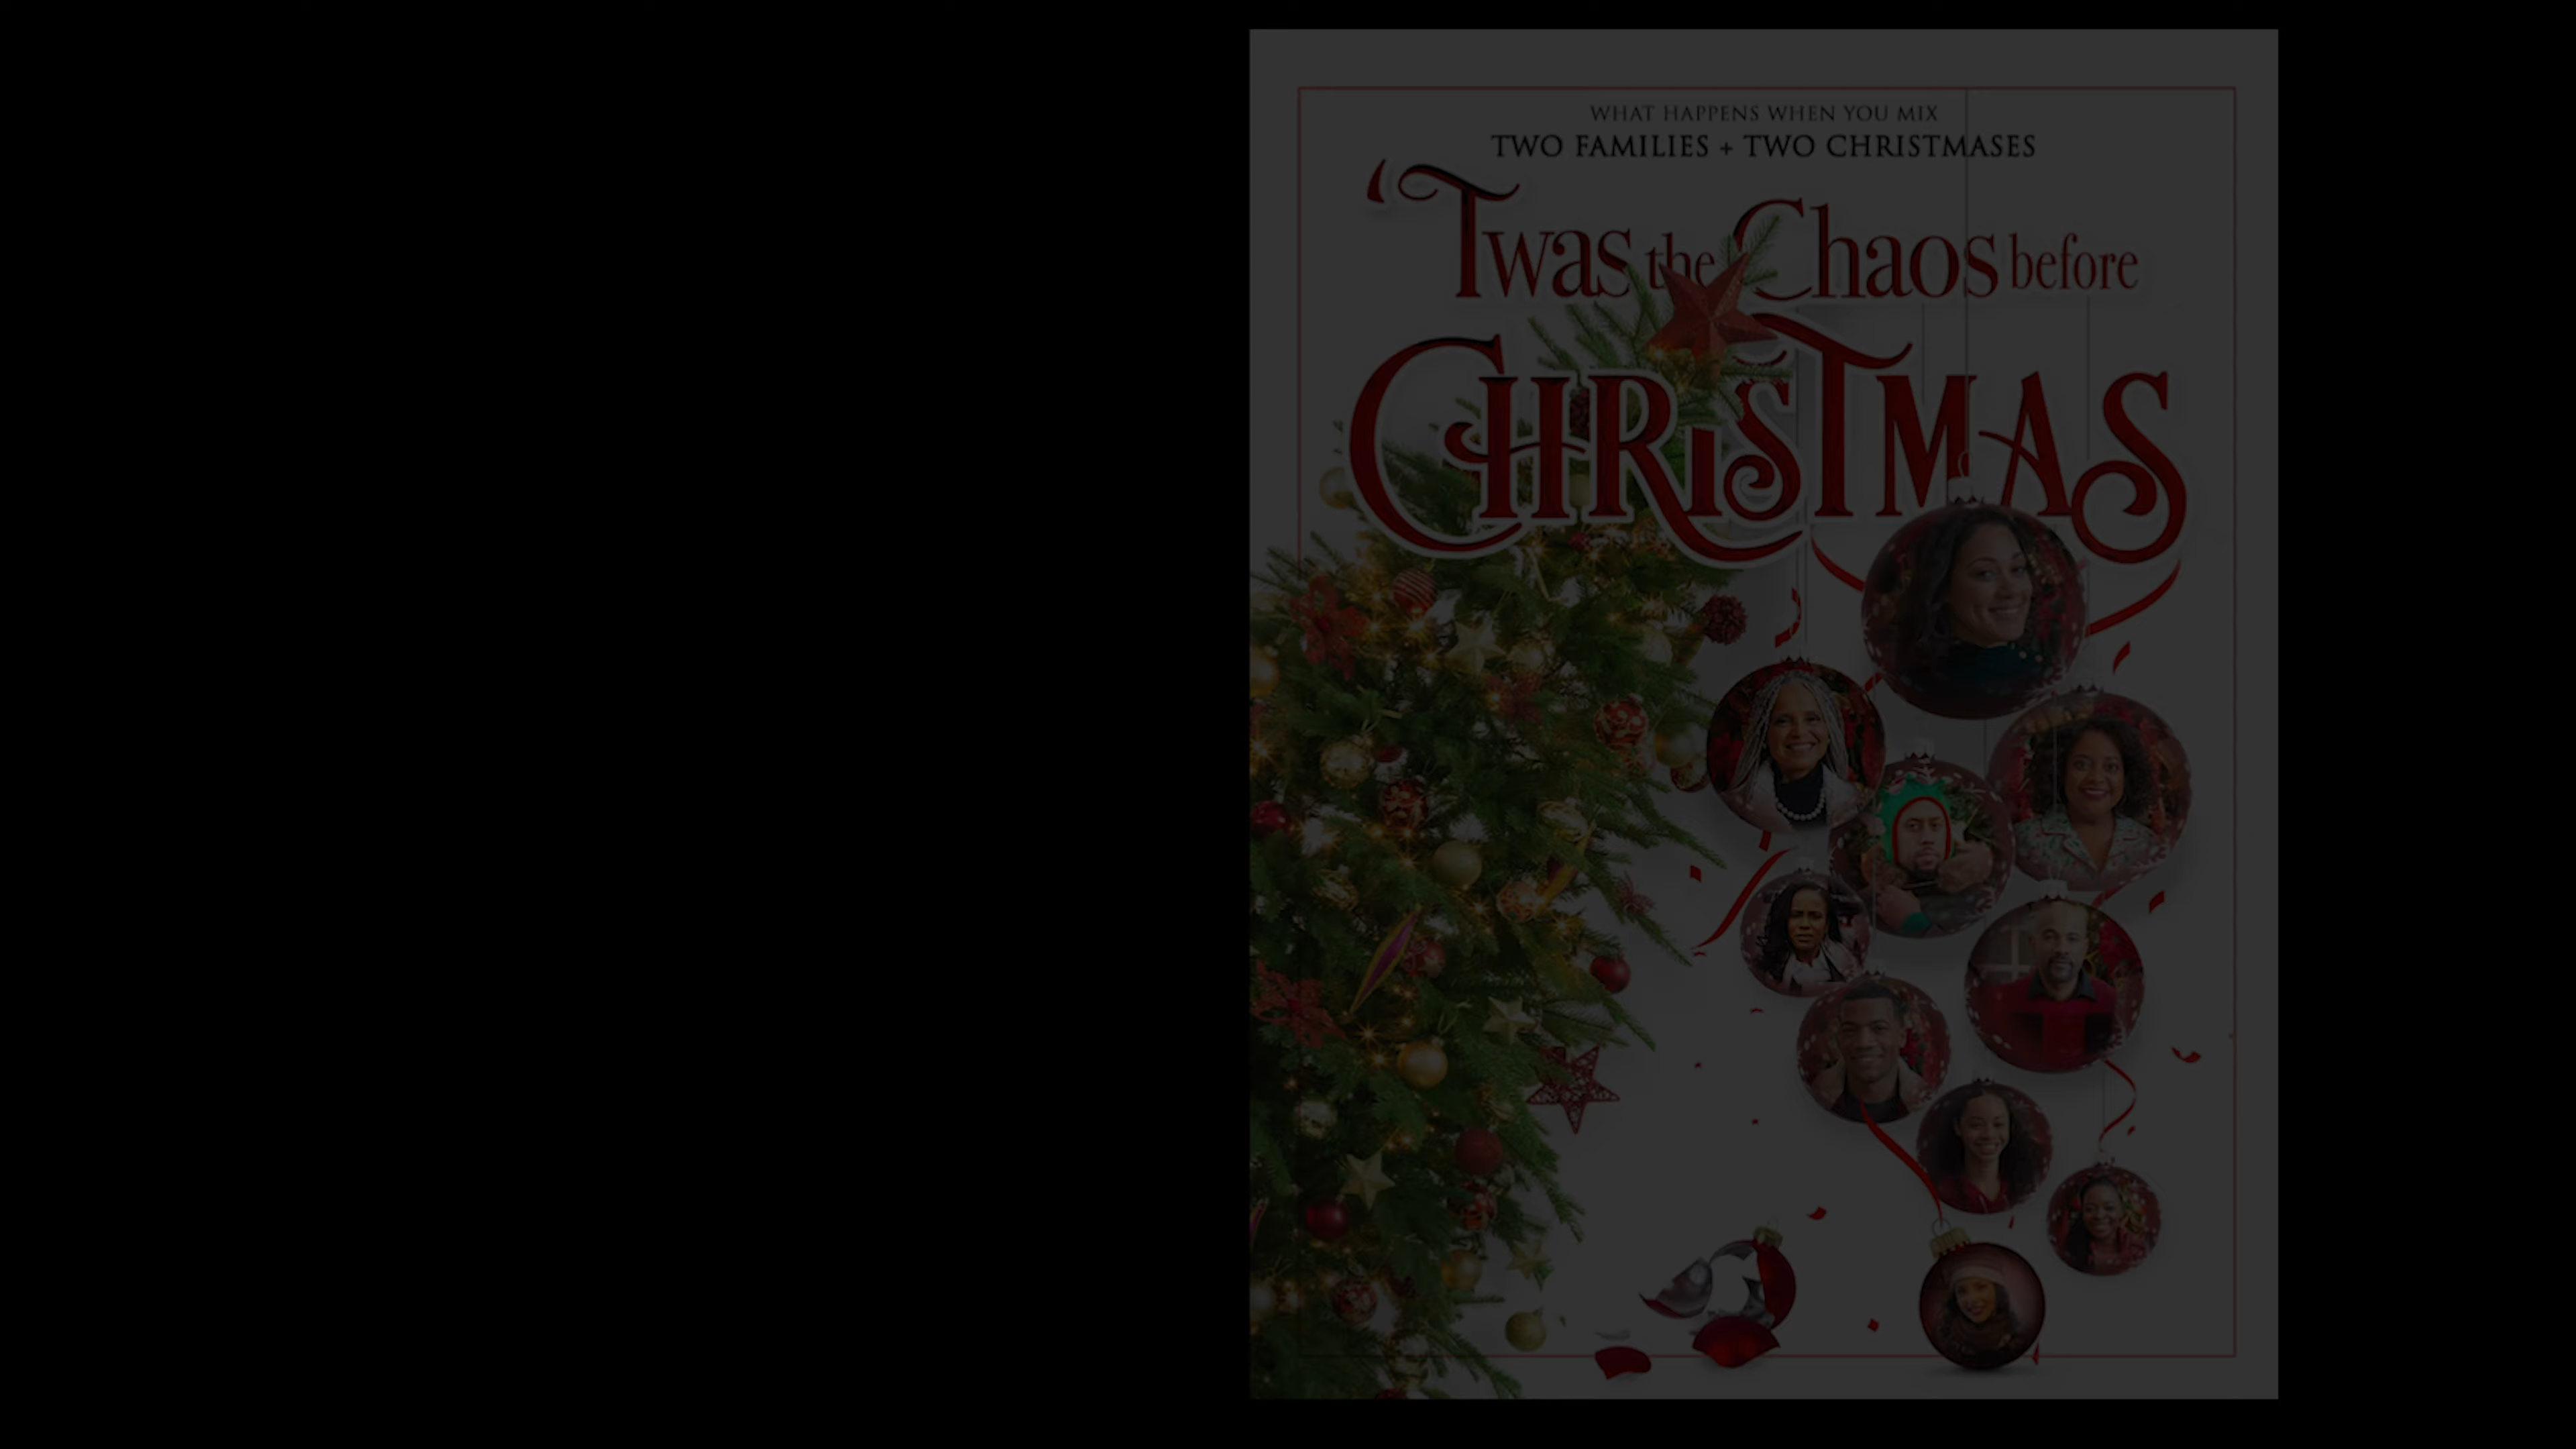 WHAT HAPPENS WHEN YOU MIX
TWO FAMILIES + TWO CHRISTMASES
‘Twas the Chaos before
CHRISTMAS